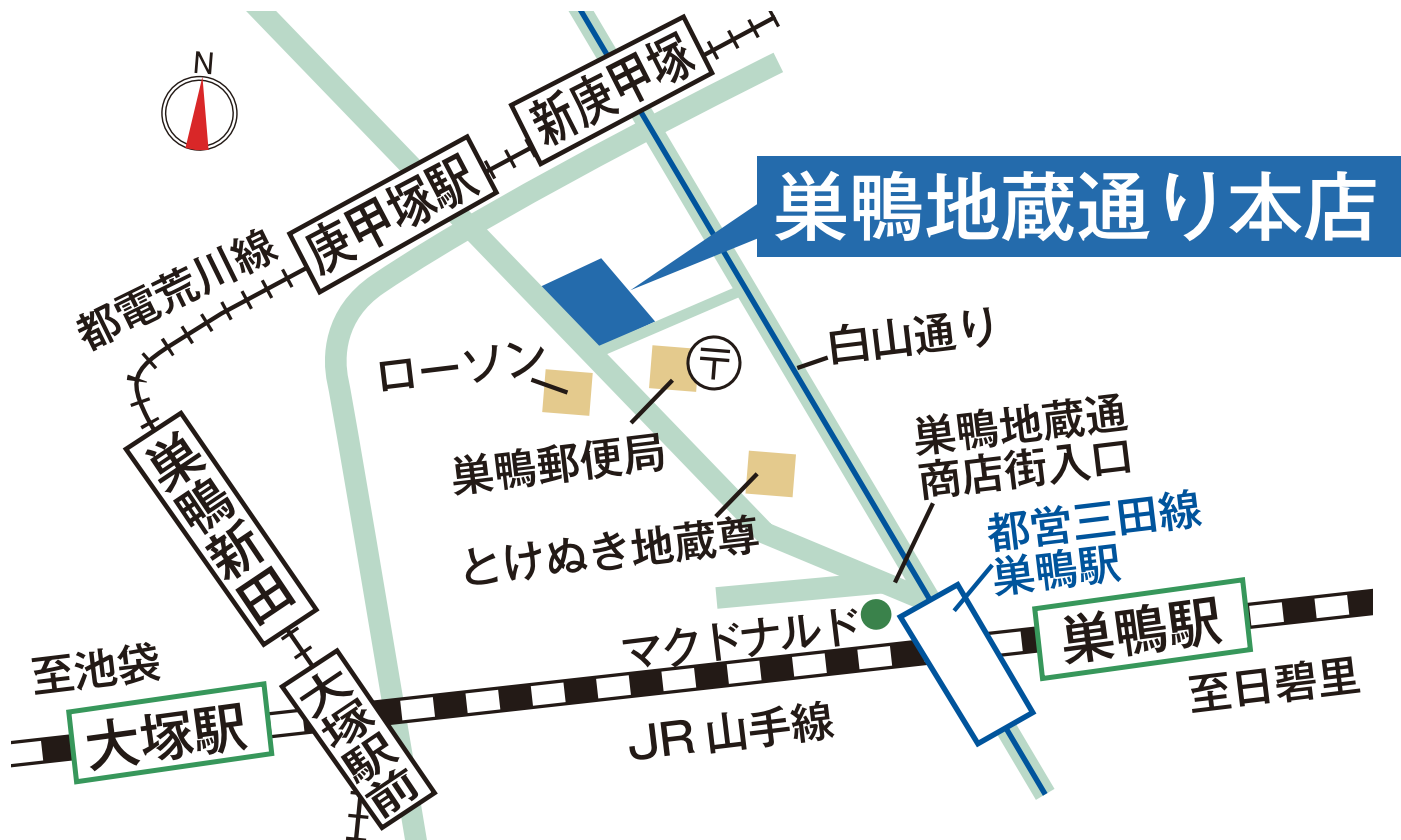 N
新庚甲塚
庚甲塚駅
巣鴨地蔵通り本店
都電荒川線
白山通り
ローソン
〒
巣鴨郵便局
巣鴨地蔵通
商店街入口
とけぬき地蔵尊
都営三田線
巣鴨駅
巣鴨新田
マクドナルド
巣鴨駅
至池袋
大塚駅
大塚駅前
JR 山手線
至日碧里